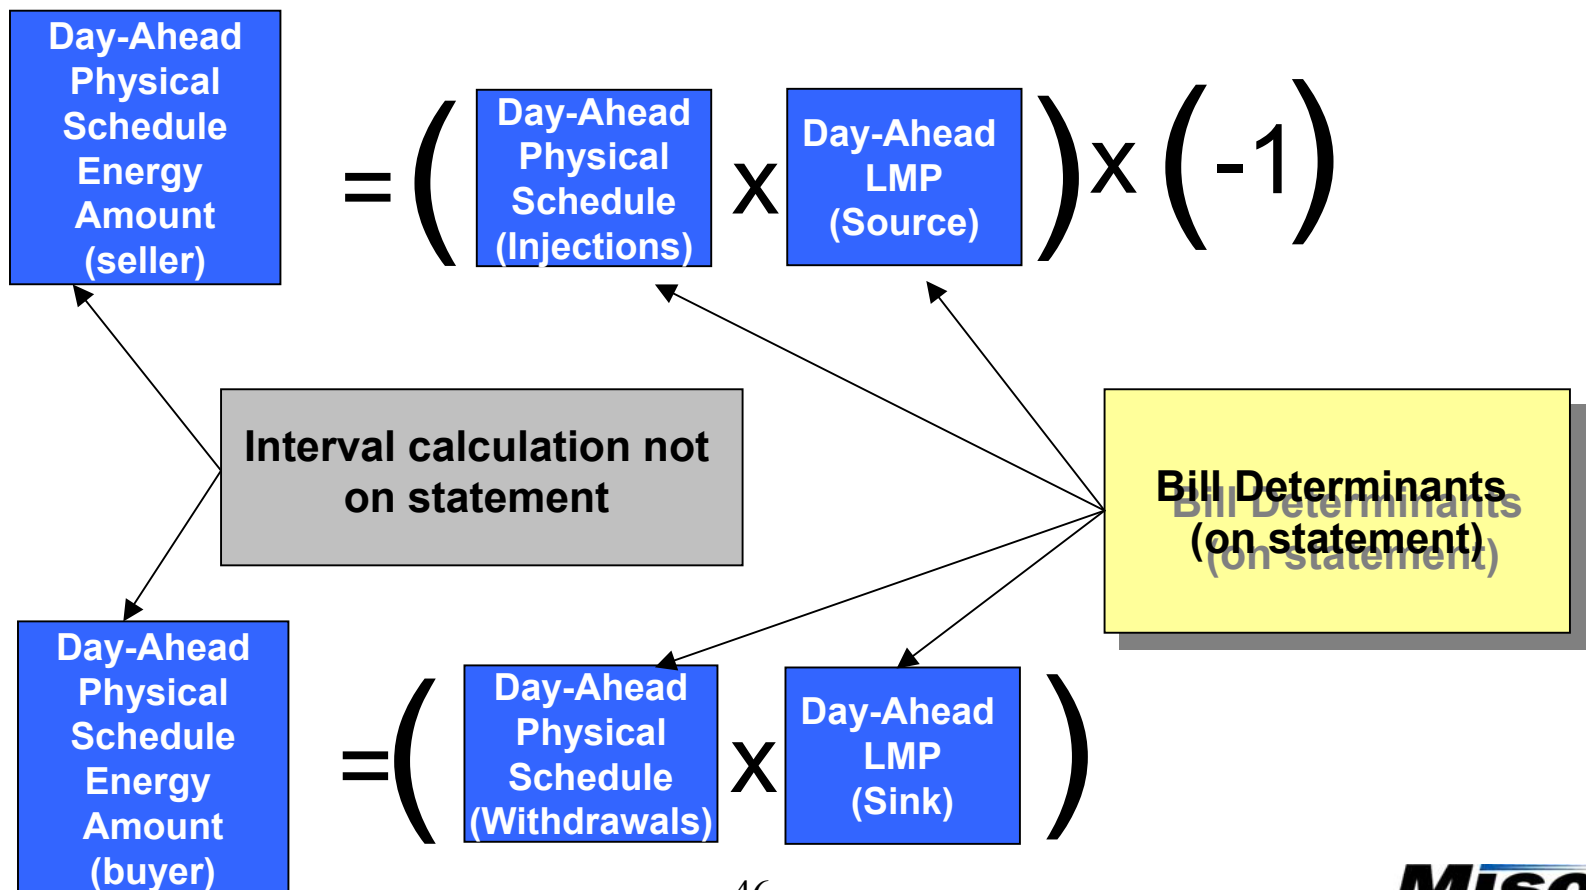 Day-Ahead
Physical
Schedule
Energy
Amount
(seller)
=
(
Day-Ahead
Physical
Schedule
(Injections)
x
Day-Ahead
LMP
(Source)
)
x
(-1)
Interval calculation not
on statement
Bill Determinants
(on statement)
Day-Ahead
Physical
Schedule
Energy
Amount
(buyer)
=
(
Day-Ahead
Physical
Schedule
(Withdrawals)
x
Day-Ahead
LMP
(Sink)
)